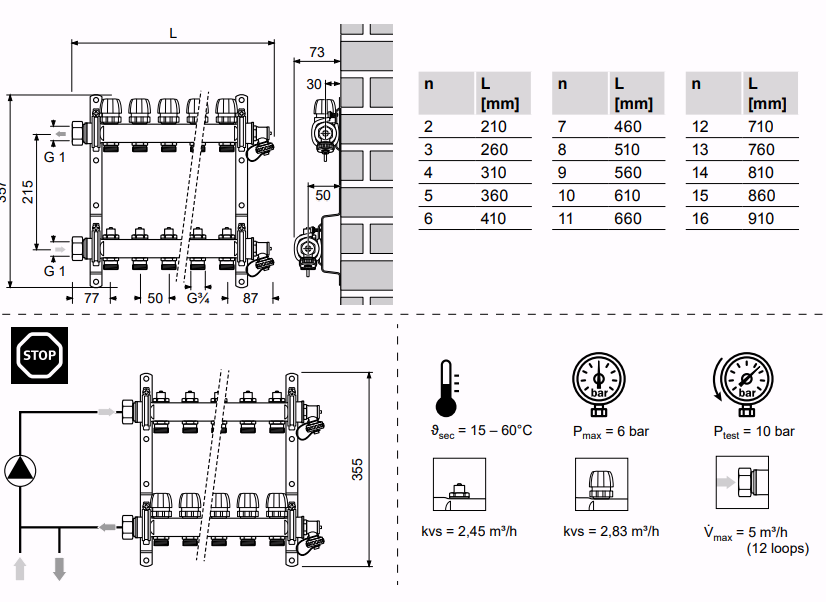 L
73
30
G 1
357
215
50
G 1
77
50
G¾
87
n L [mm]
2 210
3 260
4 310
5 360
6 410
n L [mm]
7 460
8 510
9 560
10 610
11 660
n L [mm]
12 710
13 760
14 810
15 860
16 910
STOP
355
bar
bar
ϑsec = 15 – 60°C
Pmax = 6 bar
Ptest = 10 bar
kvs = 2,45 m³/h
kvs = 2,83 m³/h
V̇max = 5 m³/h
(12 loops)